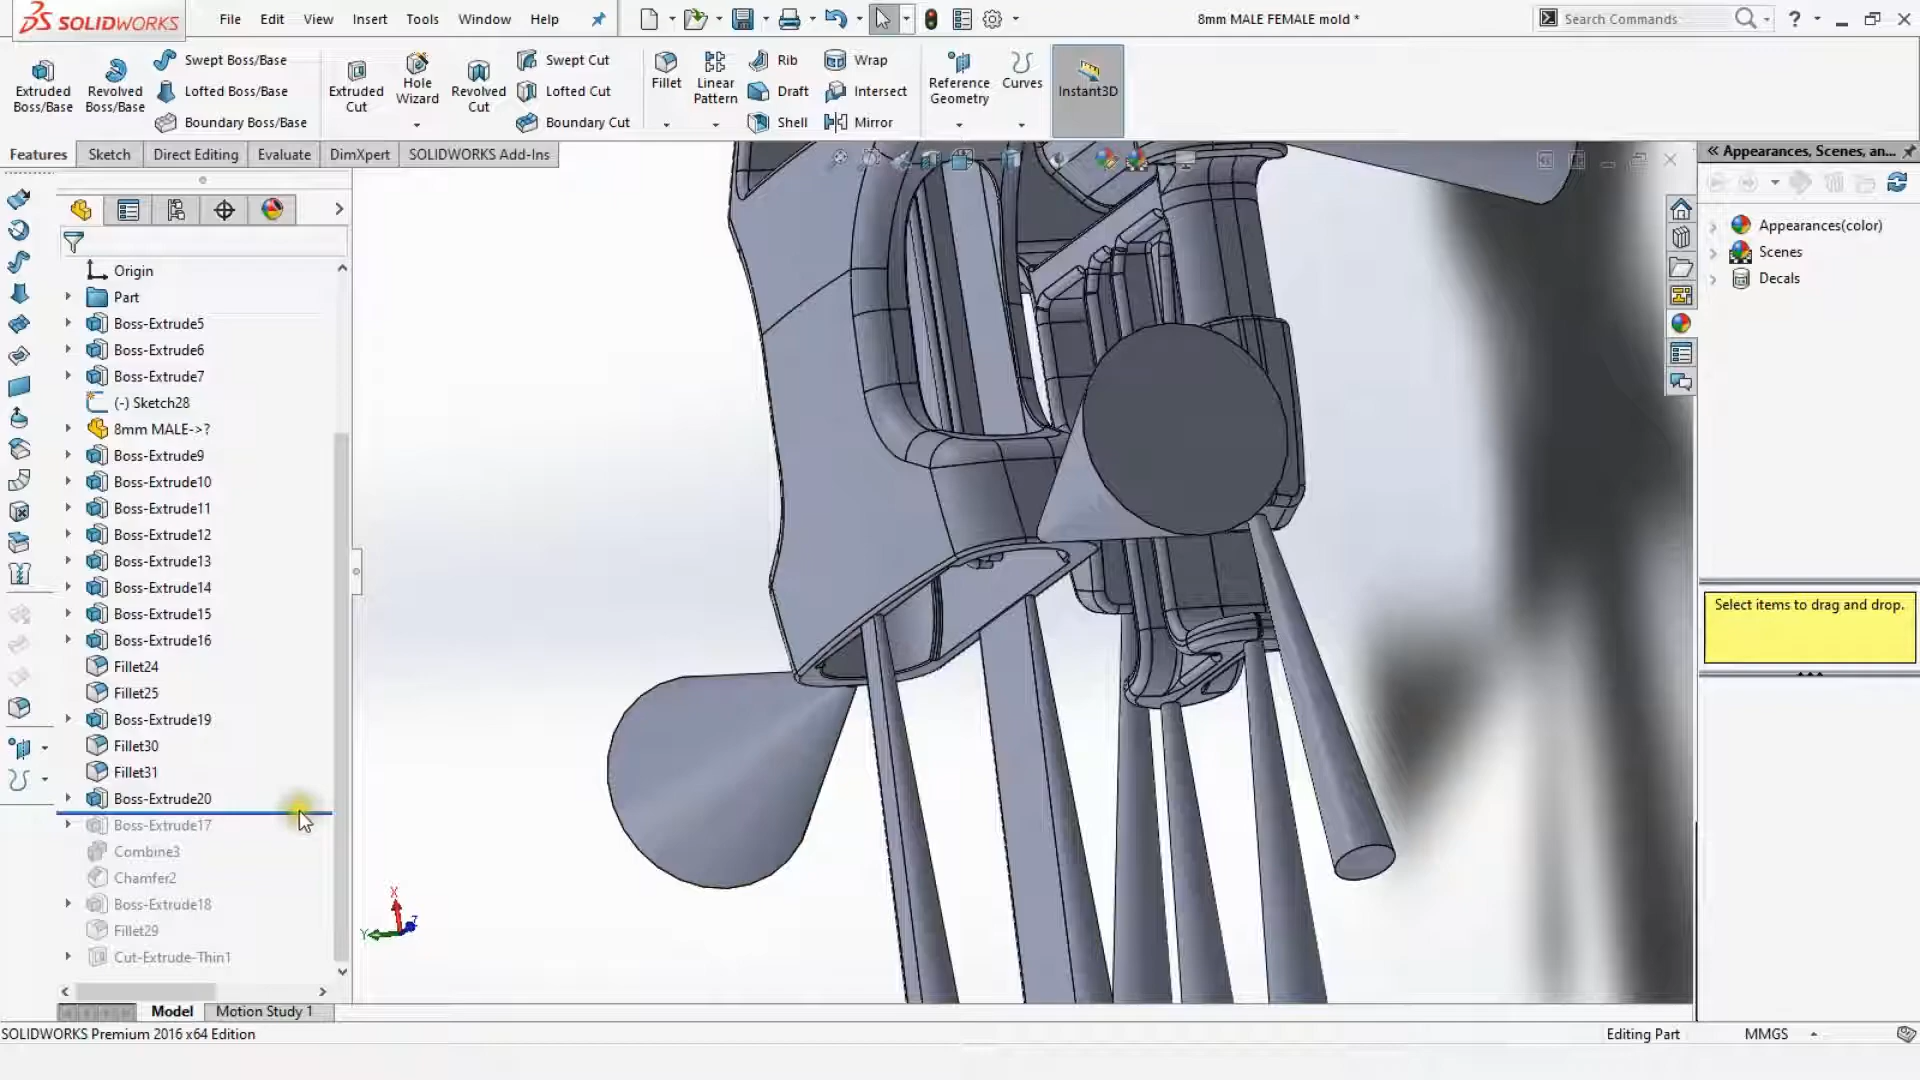 SOLIDWORKS File Edit View Insert Tools Window Help 8mm MALE FEMALE mold * Search Commands ?
Extruded Boss/Base
Revolved Boss/Base
Swept Boss/Base
Lofted Boss/Base
Boundary Boss/Base
Extruded Cut
Hole Wizard
Revolved Cut
Swept Cut
Lofted Cut
Boundary Cut
Fillet
Linear Pattern
Rib
Draft
Shell
Wrap
Intersect
Mirror
Reference Geometry
Curves
Instant3D
Features Sketch Direct Editing Evaluate DimXpert SOLIDWORKS Add-Ins
Appearances, Scenes, an...
Appearances(color)
Scenes
Decals
Select items to drag and drop.
Origin
Part
Boss-Extrude5
Boss-Extrude6
Boss-Extrude7
(-) Sketch28
8mm MALE->?
Boss-Extrude9
Boss-Extrude10
Boss-Extrude11
Boss-Extrude12
Boss-Extrude13
Boss-Extrude14
Boss-Extrude15
Boss-Extrude16
Fillet24
Fillet25
Boss-Extrude19
Fillet30
Fillet31
Boss-Extrude20
Boss-Extrude17
Combine3
Chamfer2
Boss-Extrude18
Fillet29
Cut-Extrude-Thin1
X
Y
Z
Model Motion Study 1
SOLIDWORKS Premium 2016 x64 Edition Editing Part MMGS